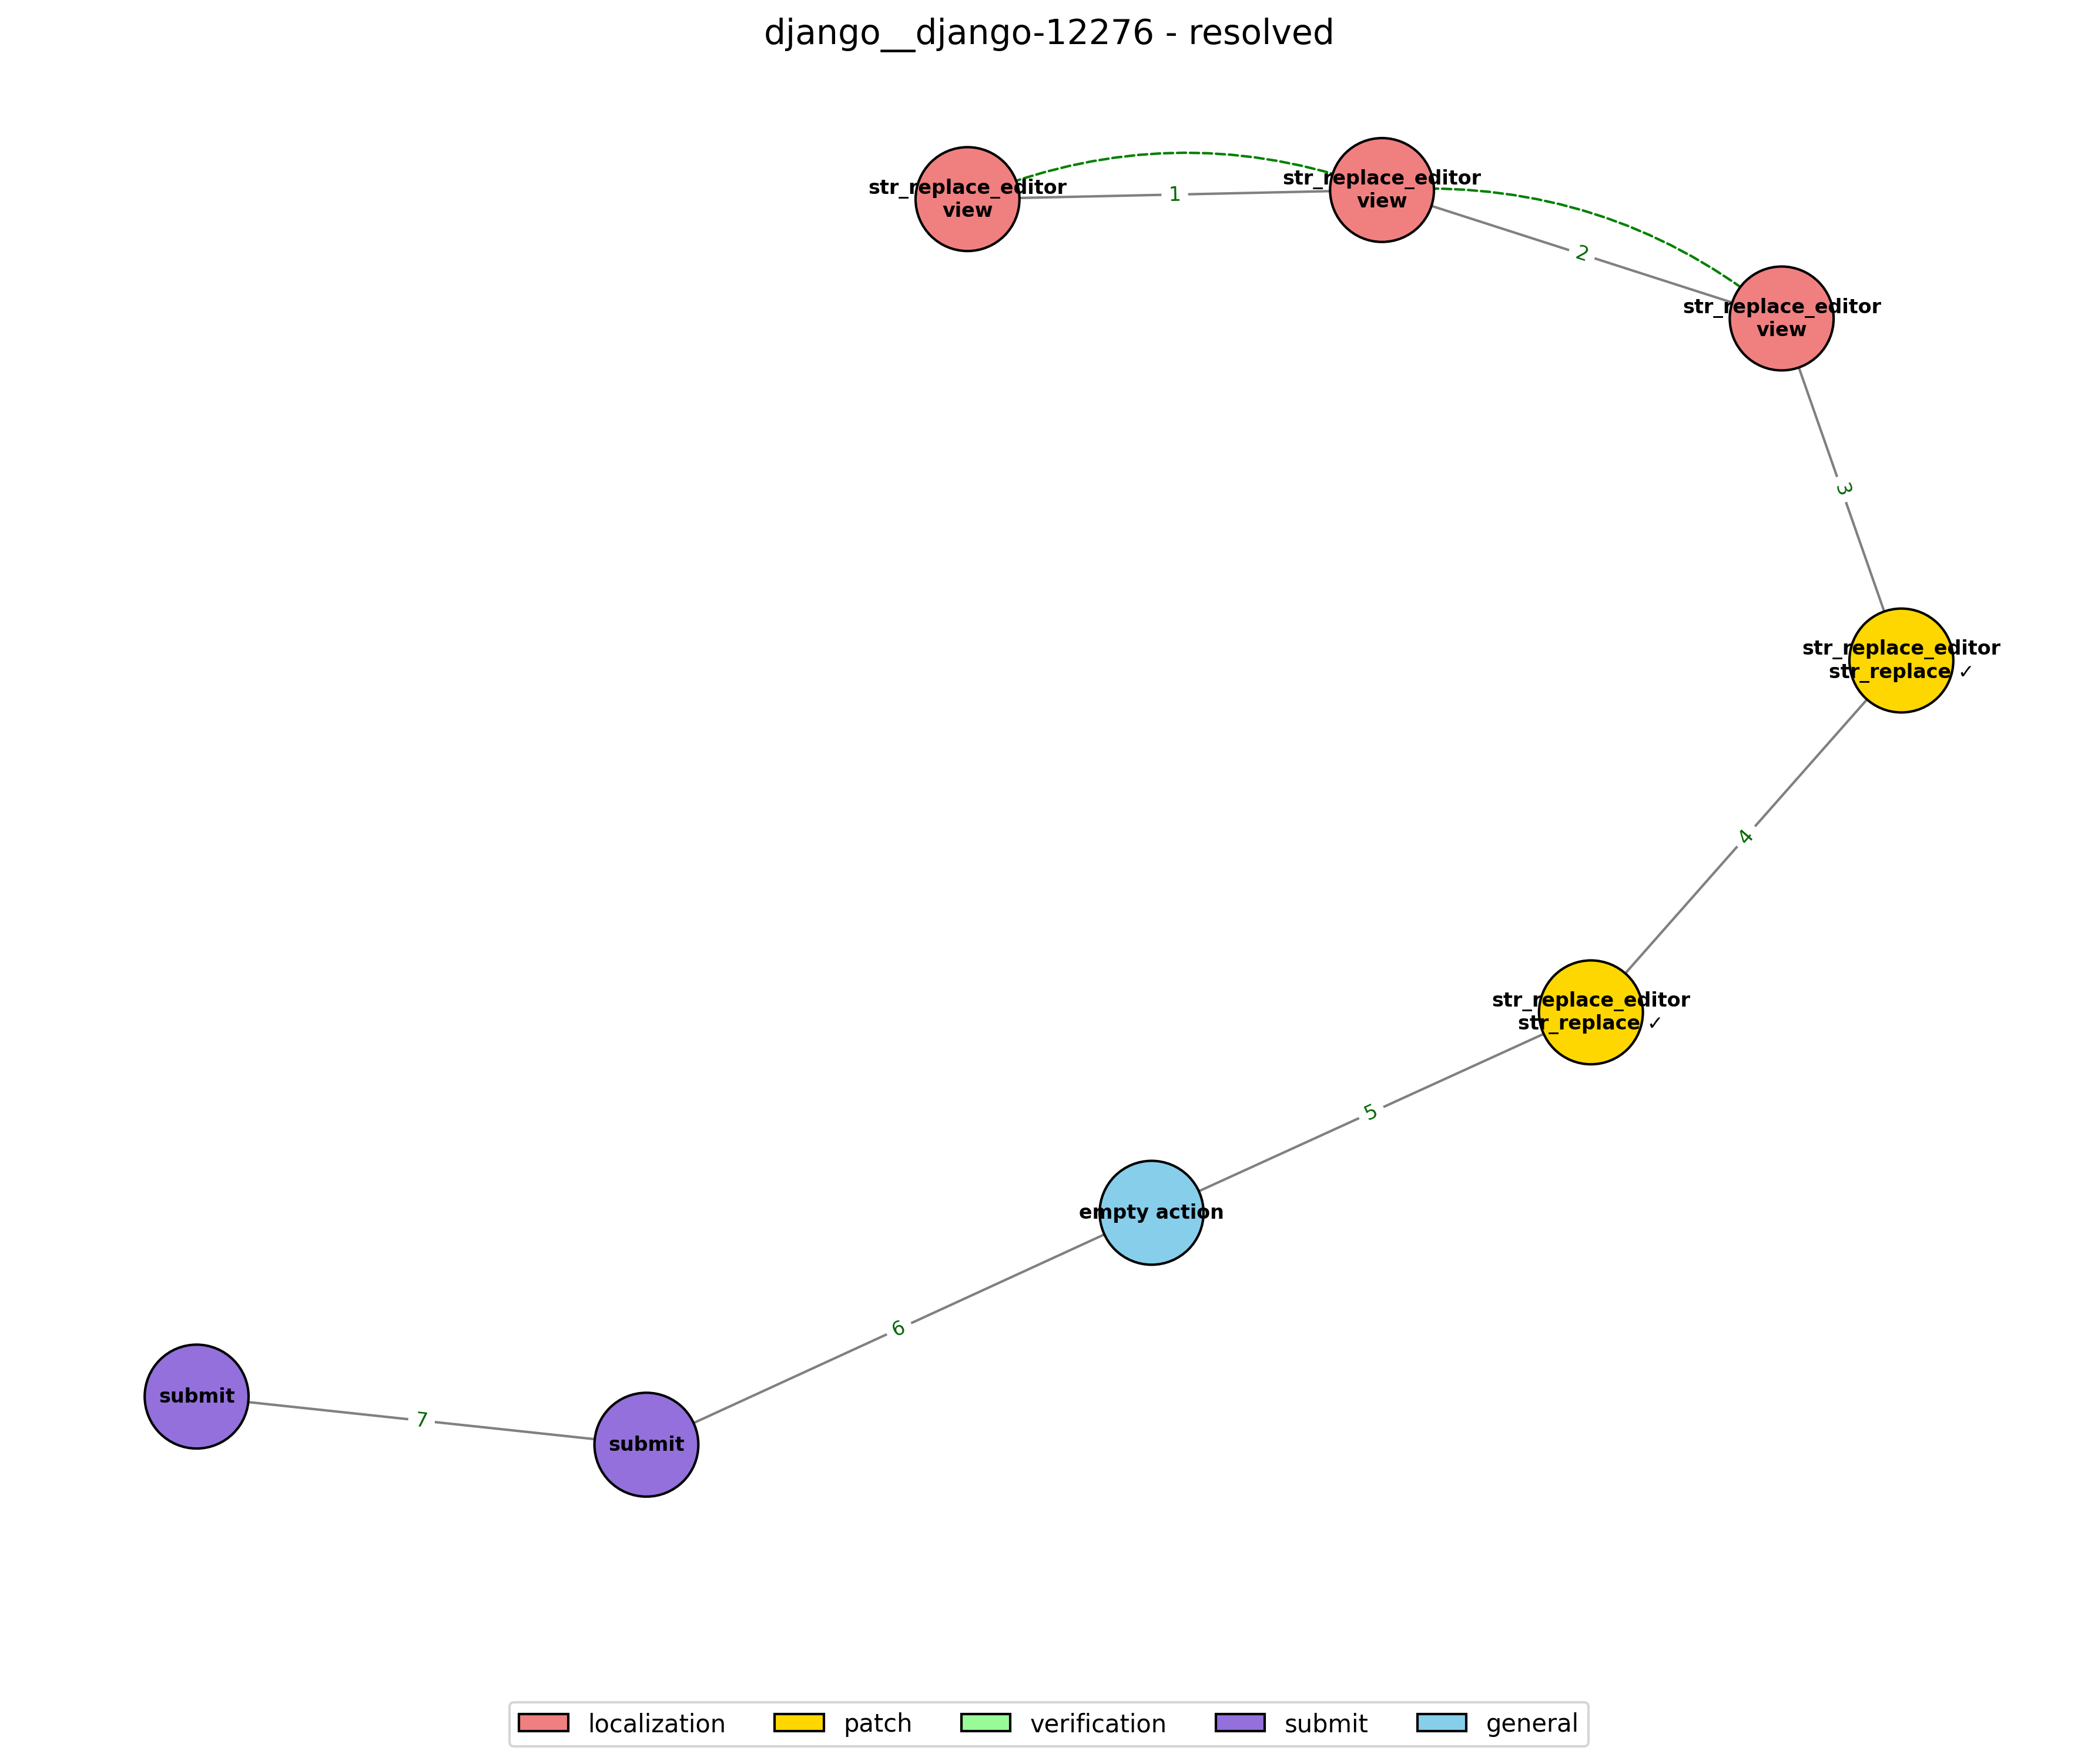 django__django-12276 - resolved
str_replace_editor
view
1
str_replace_editor
view
2
str_replace_editor
view
3
str_replace_editor
str_replace ✓
4
str_replace_editor
str_replace ✓
5
empty action
6
submit
7
submit
localization
patch
verification
submit
general